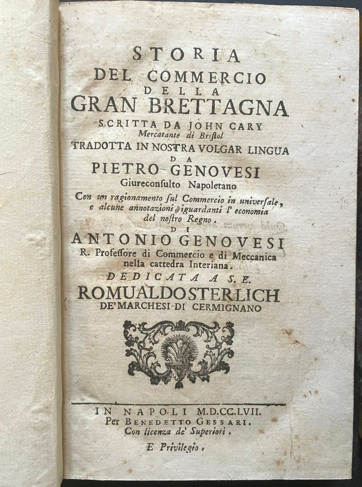 STORIA
DEL COMMERCIO
DELLA
GRAN BRETTAGNA
SCRITTA DA JOHN CARY
Mercatante di Bristol
TRADOTTA IN NOSTRA VOLGAR LINGUA
DA
PIETRO GENOVESI
Giureconsulto Napoletano
Con un ragionamento sul Commercio in universale,
e alcune annotazioni riguardanti l'economia
del nostro Regno.
DI
ANTONIO GENOVESI
R. Professore di Commercio e di Meccanica
nella cattedra Interiana.
DEDICATA A S. E.
ROMUALDO STERLICH
DE' MARCHESI DI CERMIGNANO
IN NAPOLI M.D.CC.LVII.
Per BENEDETTO GESSARI.
Con licenza de' Superiori.
E Privilegio.